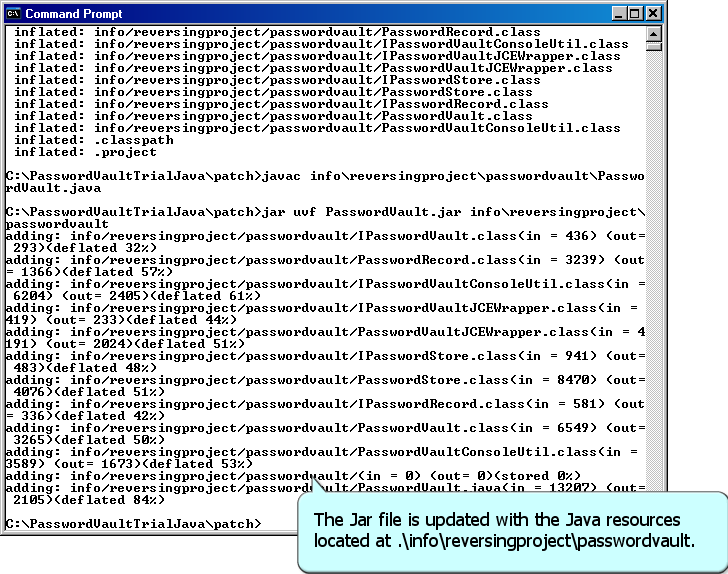 Command Prompt
inflated: info/reversingproject/passwordvault/PasswordRecord.class
inflated: info/reversingproject/passwordvault/IPasswordVaultConsoleUtil.class
inflated: info/reversingproject/passwordvault/IPasswordVaultJCEWrapper.class
inflated: info/reversingproject/passwordvault/PasswordVaultJCEWrapper.class
inflated: info/reversingproject/passwordvault/IPasswordStore.class
inflated: info/reversingproject/passwordvault/PasswordStore.class
inflated: info/reversingproject/passwordvault/IPasswordRecord.class
inflated: info/reversingproject/passwordvault/PasswordVault.class
inflated: info/reversingproject/passwordvault/PasswordVaultConsoleUtil.class
inflated: .classpath
inflated: .project
C:\PasswordVaultTrialJava\patch>javac info\reversingproject\passwordvault\Passwo
rdVault.java
C:\PasswordVaultTrialJava\patch>jar uvf PasswordVault.jar info\reversingproject\
passwordvault
adding: info/reversingproject/passwordvault/IPasswordVault.class(in = 436) (out=
293)(deflated 32%)
adding: info/reversingproject/passwordvault/PasswordRecord.class(in = 3239) (out
= 1366)(deflated 57%)
adding: info/reversingproject/passwordvault/IPasswordVaultConsoleUtil.class(in =
6204) (out= 2405)(deflated 61%)
adding: info/reversingproject/passwordvault/IPasswordVaultJCEWrapper.class(in =
419) (out= 233)(deflated 44%)
adding: info/reversingproject/passwordvault/PasswordVaultJCEWrapper.class(in = 4
191) (out= 2024)(deflated 51%)
adding: info/reversingproject/passwordvault/IPasswordStore.class(in = 941) (out=
483)(deflated 48%)
adding: info/reversingproject/passwordvault/PasswordStore.class(in = 8470) (out=
4076)(deflated 51%)
adding: info/reversingproject/passwordvault/IPasswordRecord.class(in = 581) (out
= 336)(deflated 42%)
adding: info/reversingproject/passwordvault/PasswordVault.class(in = 6549) (out=
3265)(deflated 50%)
adding: info/reversingproject/passwordvault/PasswordVaultConsoleUtil.class(in =
3589) (out= 1673)(deflated 53%)
adding: info/reversingproject/passwordvault/(in = 0) (out= 0)(stored 0%)
adding: info/reversingproject/passwordvault/PasswordVault.java(in = 13207) (out=
2105)(deflated 84%)
C:\PasswordVaultTrialJava\patch>
The Jar file is updated with the Java resources
located at .\info\reversingproject\passwordvault.